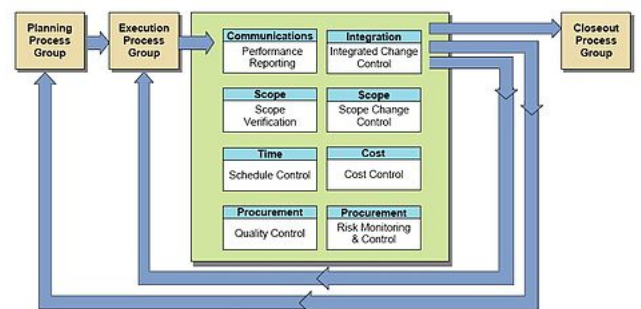 Planning
Process
Group
Execution
Process
Group
Communications
Performance
Reporting
Integration
Integrated Change
Control
Closeout
Process
Group
Scope
Scope
Verification
Scope
Scope Change
Control
Time
Schedule Control
Cost
Cost Control
Procurement
Quality Control
Procurement
Risk Monitoring
& Control